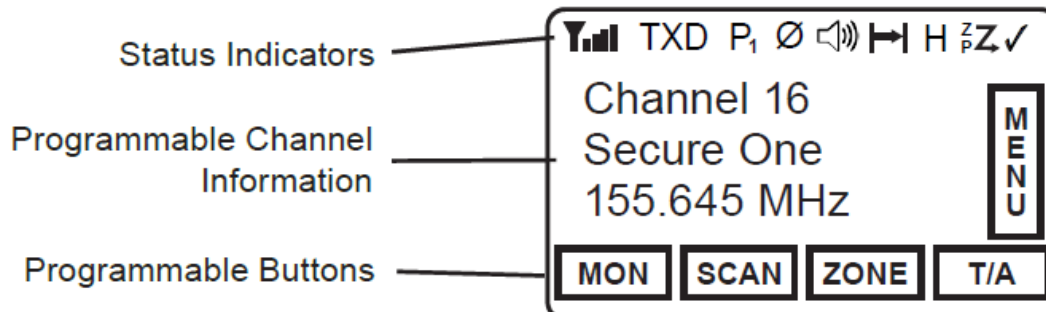 Status Indicators
TXD P₁ Ø H Z P Z ✓
Programmable Channel
Information
Channel 16
Secure One
155.645 MHz
MENU
Programmable Buttons
MON SCAN ZONE T/A